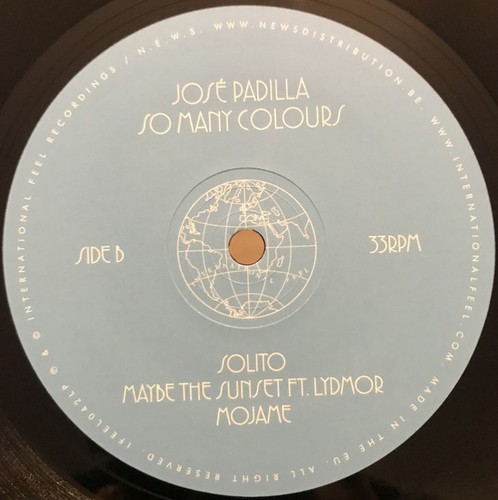 JOSÉ PADILLA
SO MANY COLOURS
SIDE B
33RPM
SOLITO
MAYBE THE SUNSET FT. LYDMOR
MOJAME
℗ & © INTERNATIONAL FEEL RECORDINGS / N.E.W.S. WWW.NEWSDISTRIBUTION.BE. WWW.INTERNATIONALFEEL.COM. MADE IN THE EU. ALL RIGHT RESERVED. IFEEL042LP